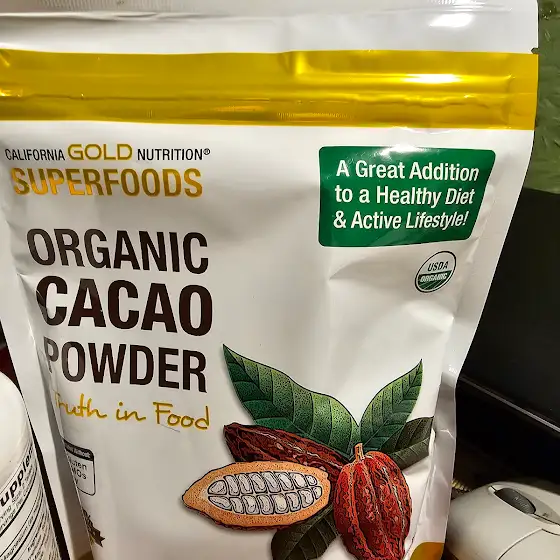 CALIFORNIA GOLD NUTRITION®
SUPERFOODS
A Great Addition
to a Healthy Diet
& Active Lifestyle!
USDA
ORGANIC
ORGANIC
CACAO
POWDER
Truth in Food